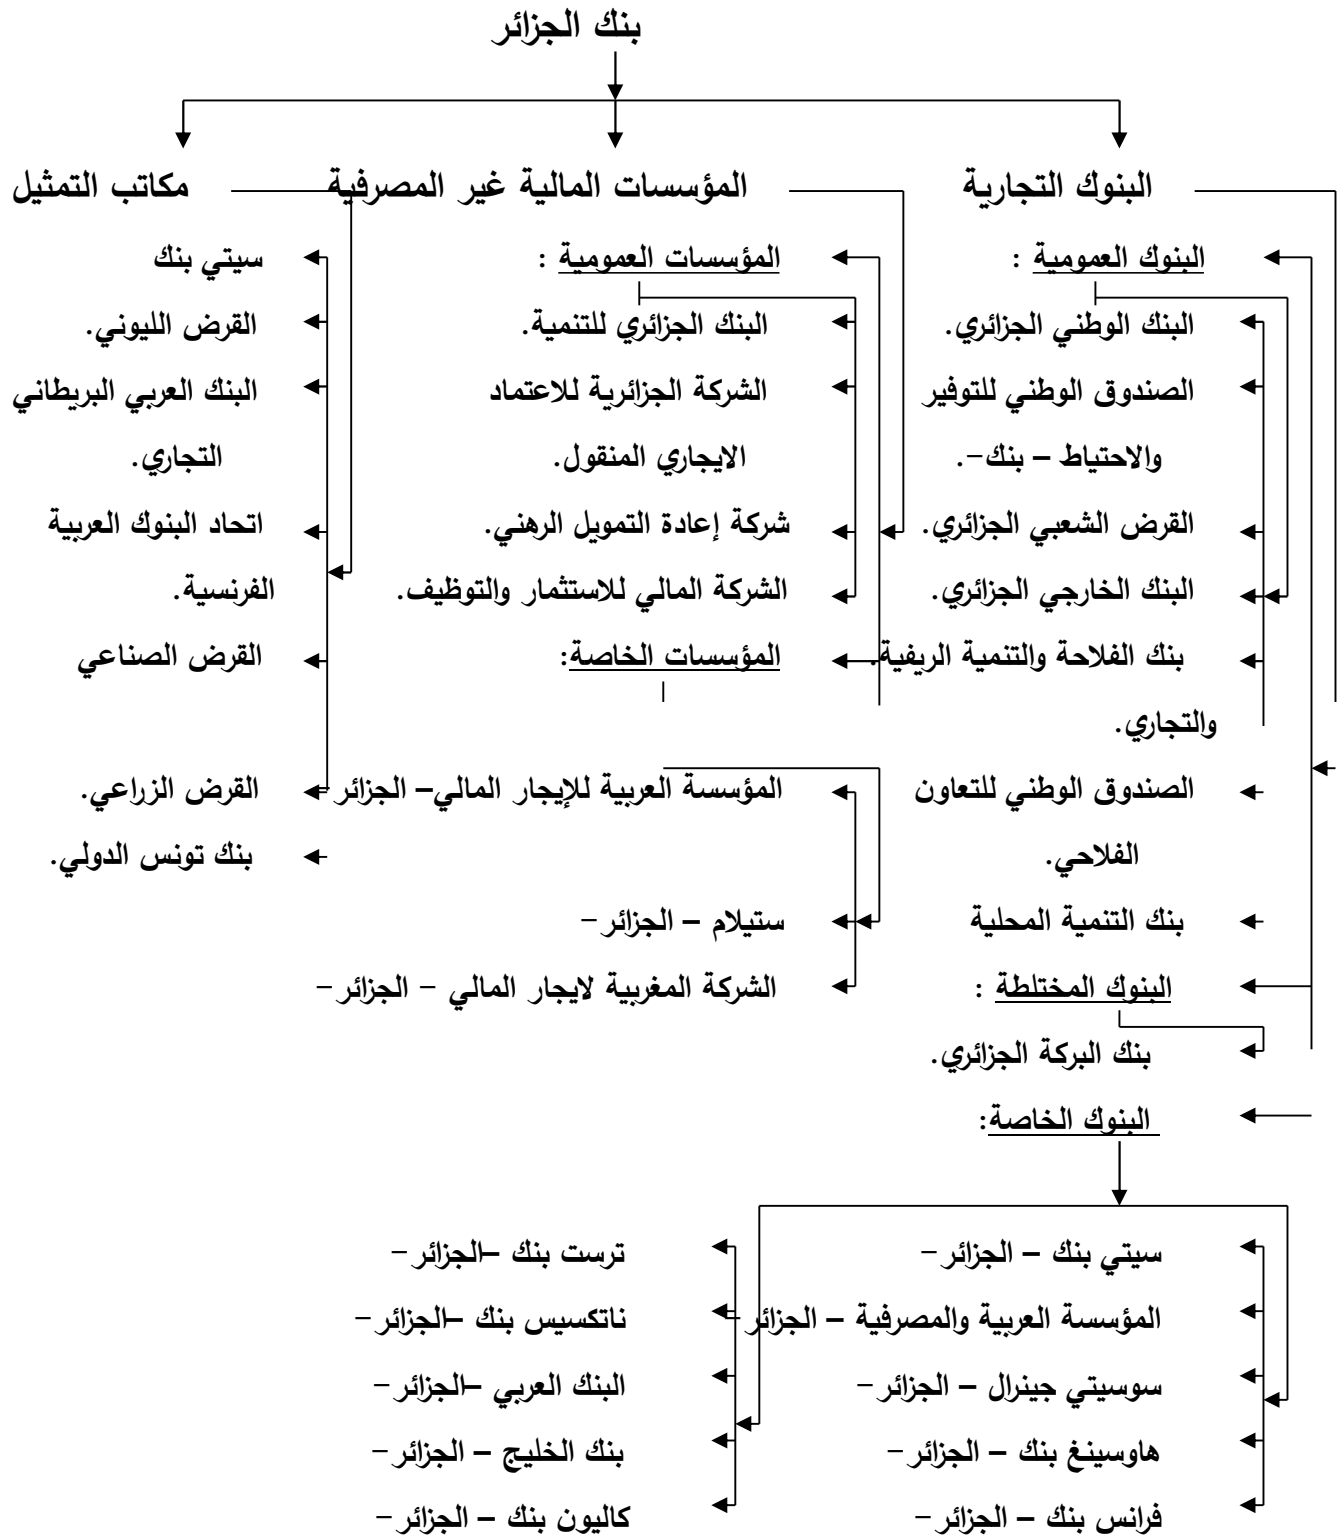 بنك الجزائر
البنوك التجارية
البنوك العمومية :
البنك الوطني الجزائري.
الصندوق الوطني للتوفير
والاحتياط – بنك-.
القرض الشعبي الجزائري.
البنك الخارجي الجزائري.
بنك الفلاحة والتنمية الريفية.
والتجاري.
الصندوق الوطني للتعاون
الفلاحي.
بنك التنمية المحلية
البنوك المختلطة :
بنك البركة الجزائري.
البنوك الخاصة:
سيتي بنك – الجزائر-
المؤسسة العربية والمصرفية – الجزائر-
سوسيتي جينرال – الجزائر-
هاوسينغ بنك – الجزائر-
فرانس بنك – الجزائر-
ترست بنك –الجزائر-
ناتكسيس بنك –الجزائر-
البنك العربي –الجزائر-
بنك الخليج – الجزائر-
كاليون بنك – الجزائر-
المؤسسات المالية غير المصرفية
المؤسسات العمومية :
البنك الجزائري للتنمية.
الشركة الجزائرية للاعتماد
الايجاري المنقول.
شركة إعادة التمويل الرهني.
الشركة المالي للاستثمار والتوظيف.
المؤسسات الخاصة:
المؤسسة العربية للإيجار المالي– الجزائر-
ستيلام – الجزائر-
الشركة المغربية لايجار المالي - الجزائر-
مكاتب التمثيل
سيتي بنك
القرض الليوني.
البنك العربي البريطاني
التجاري.
اتحاد البنوك العربية
الفرنسية.
القرض الصناعي
القرض الزراعي.
بنك تونس الدولي.